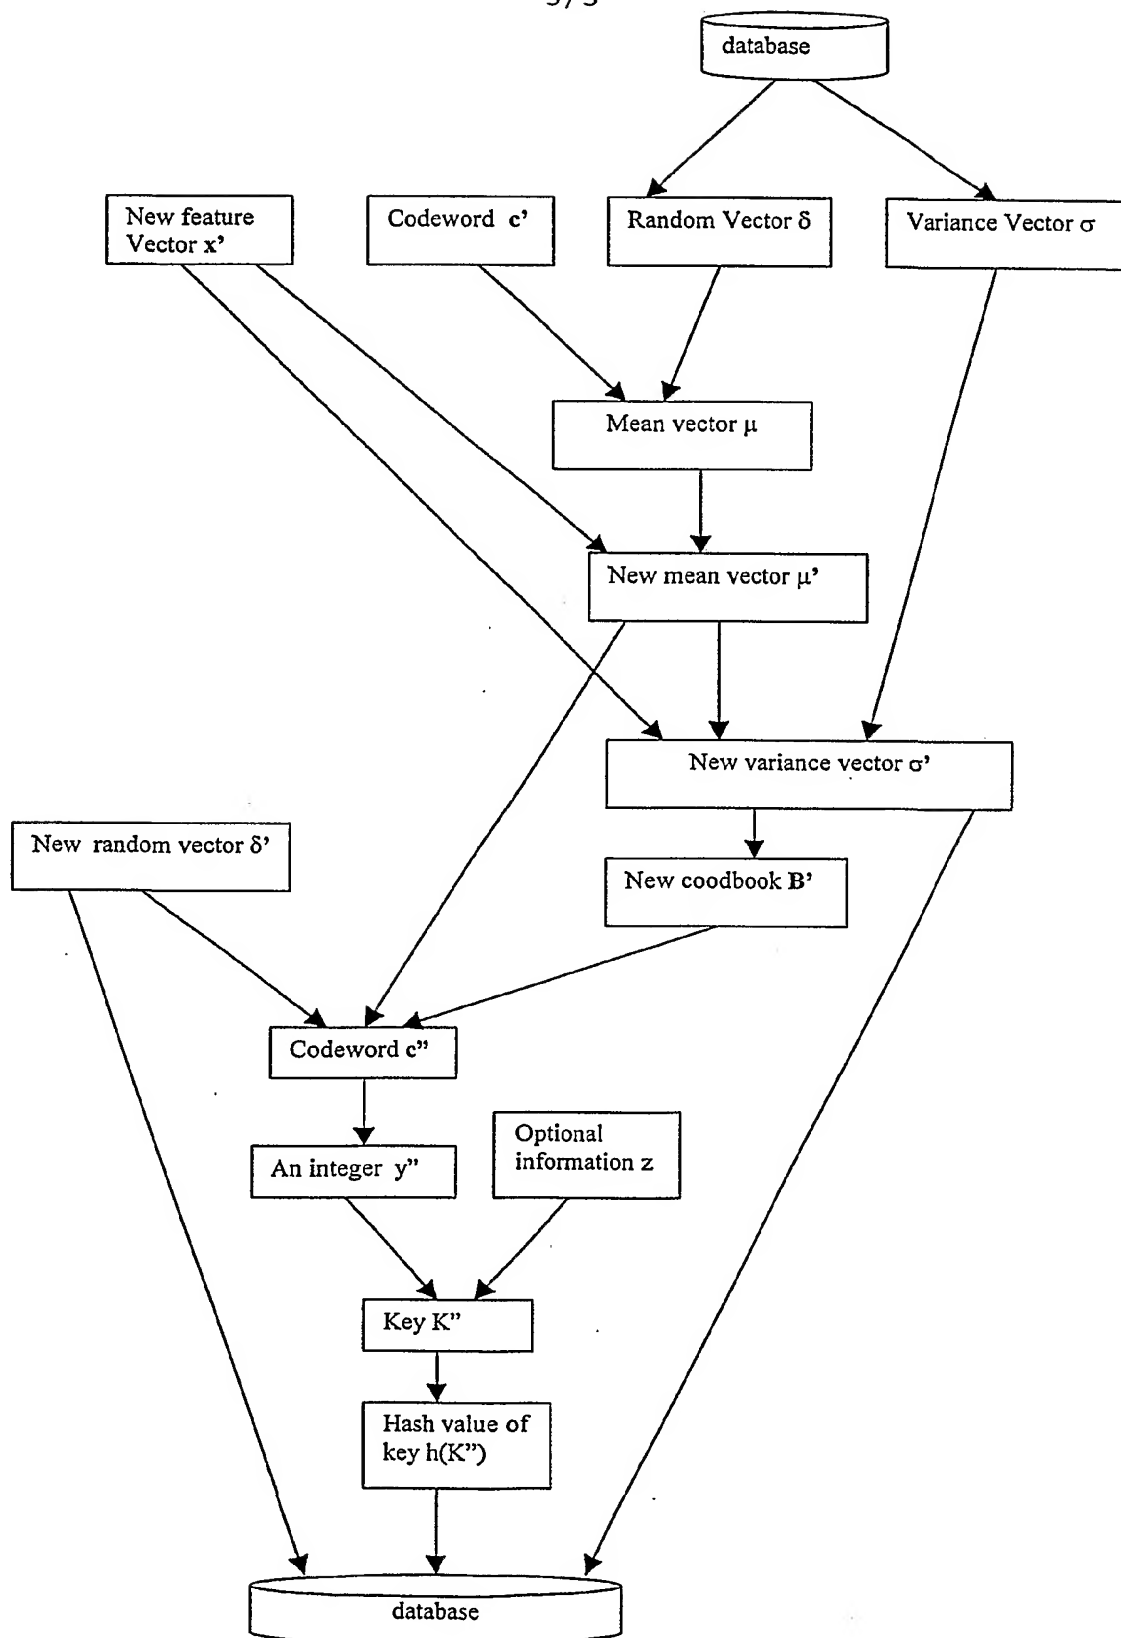 database
New feature
Vector x'
Codeword c'
Random Vector δ
Variance Vector σ
Mean vector μ
New mean vector μ'
New variance vector σ'
New random vector δ'
New coodbook B'
Codeword c”
An integer y”
Optional
information z
Key K”
Hash value of
key h(K”)
database